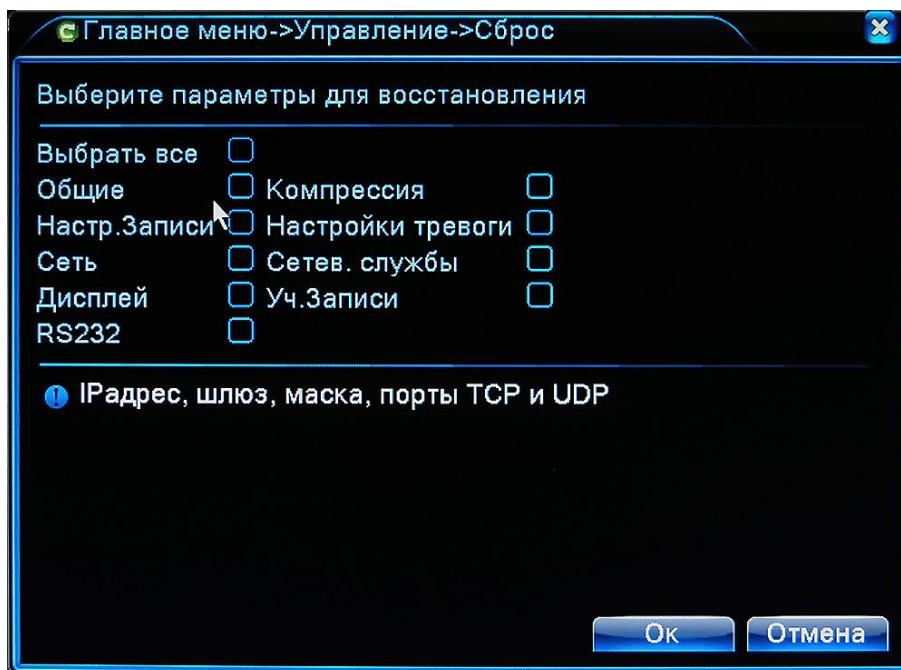 Главное меню->Управление->Сброс
Выберите параметры для восстановления
Выбрать все
Общие Компрессия
Настр.Записи Настройки тревоги
Сеть Сетев. службы
Дисплей Уч.Записи
RS232
IPадрес, шлюз, маска, порты TCP и UDP
Ок Отмена